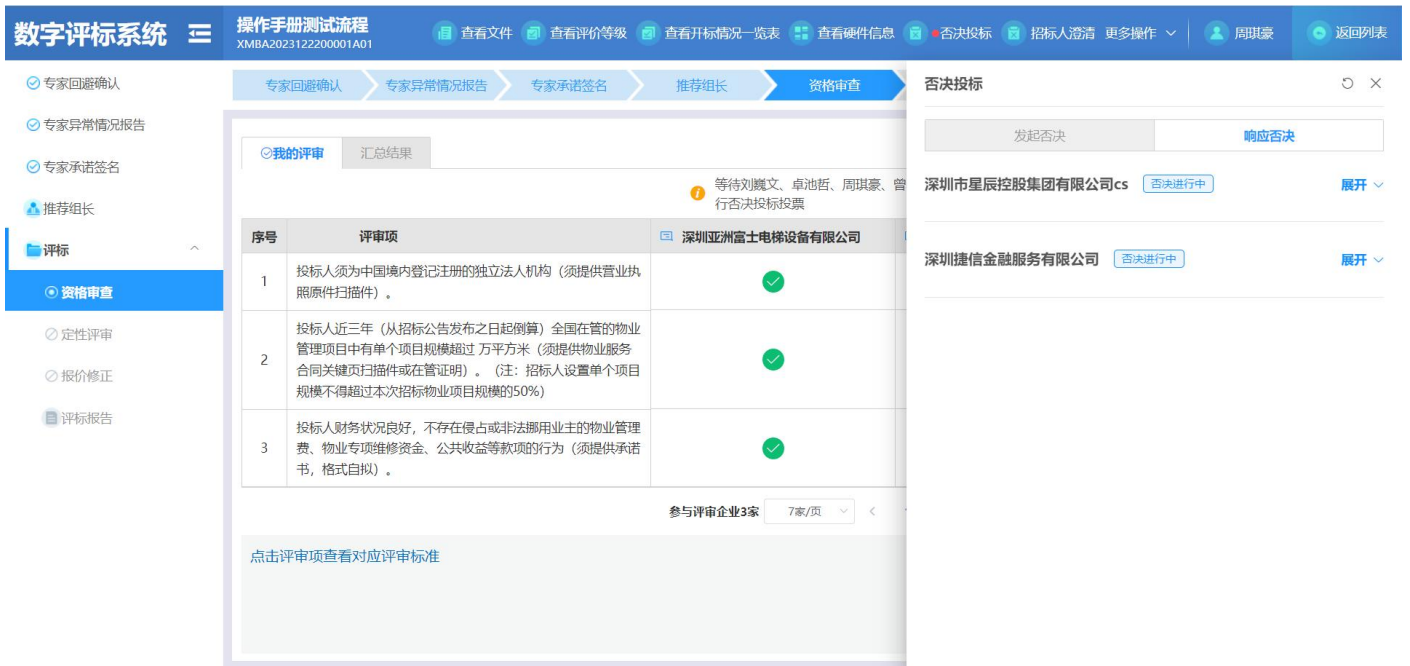 数字评标系统
操作手册测试流程
XMBA2023122200001A01
查看文件 查看评价等级 查看开标情况一览表 查看硬件信息 否决投标 招标人澄清 更多操作 周琪豪 返回列表
专家回避确认
专家异常情况报告
专家承诺签名
推荐组长
评标
资格审查
定性评审
报价修正
评标报告
专家回避确认 专家异常情况报告 专家承诺签名 推荐组长 资格审查
我的评审 汇总结果
等待刘巍文、卓池哲、周琪豪、曾
行否决投标投票
序号 评审项 深圳亚洲富士电梯设备有限公司
1
投标人须为中国境内登记注册的独立法人机构（须提供营业执
照原件扫描件）。
2
投标人近三年（从招标公告发布之日起倒算）全国在管的物业
管理项目中有单个项目规模超过 万平方米（须提供物业服务
合同关键页扫描件或在管证明）。（注：招标人设置单个项目
规模不得超过本次招标物业项目规模的50%）
3
投标人财务状况良好，不存在侵占或非法挪用业主的物业管理
费、物业专项维修资金、公共收益等款项的行为（须提供承诺
书，格式自拟）。
参与评审企业3家 7家/页
点击评审项查看对应评审标准
否决投标
发起否决 响应否决
深圳市星辰控股集团有限公司cs 否决进行中 展开
深圳捷信金融服务有限公司 否决进行中 展开